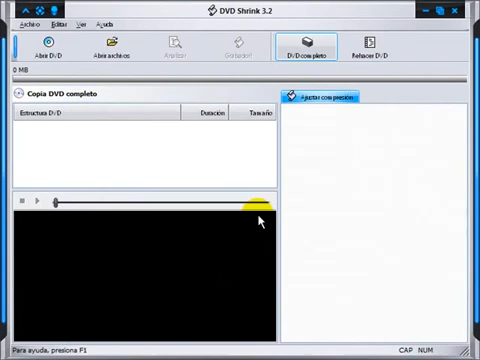 DVD Shrink 3.2
Archivo Editar Ver Ayuda
Abrir DVD Abrir archivos Analizar Grabador! DVD completo Rehacer DVD
0 MB
Copia DVD completo
Ajustar compresión
Estructura DVD Duración Tamaño
Para ayuda, presiona F1 CAP NUM